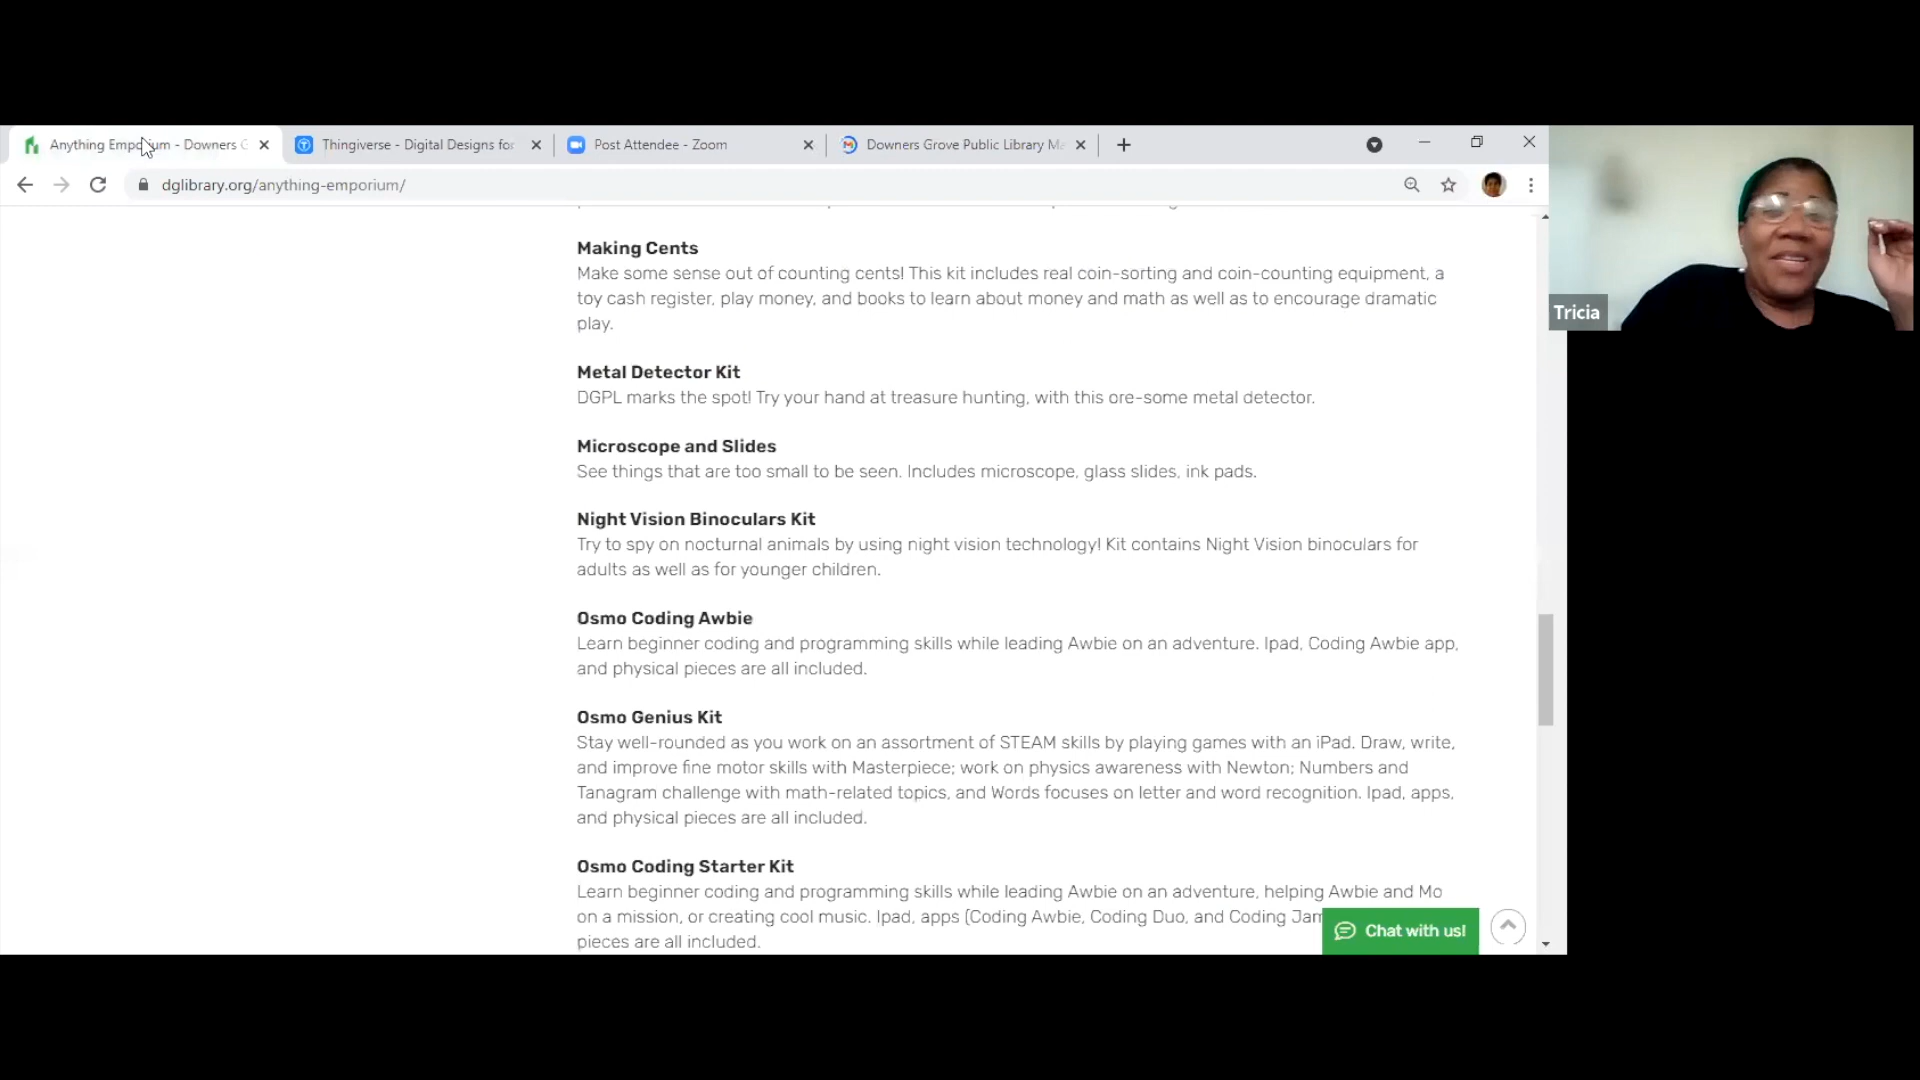 Anything Emporium - Downers G
Thingiverse - Digital Designs for
Post Attendee - Zoom
Downers Grove Public Library Ma
dglibrary.org/anything-emporium/
Tricia
Making Cents
Make some sense out of counting cents! This kit includes real coin-sorting and coin-counting equipment, a
toy cash register, play money, and books to learn about money and math as well as to encourage dramatic
play.
Metal Detector Kit
DGPL marks the spot! Try your hand at treasure hunting, with this ore-some metal detector.
Microscope and Slides
See things that are too small to be seen. Includes microscope, glass slides, ink pads.
Night Vision Binoculars Kit
Try to spy on nocturnal animals by using night vision technology! Kit contains Night Vision binoculars for
adults as well as for younger children.
Osmo Coding Awbie
Learn beginner coding and programming skills while leading Awbie on an adventure. Ipad, Coding Awbie app,
and physical pieces are all included.
Osmo Genius Kit
Stay well-rounded as you work on an assortment of STEAM skills by playing games with an iPad. Draw, write,
and improve fine motor skills with Masterpiece; work on physics awareness with Newton; Numbers and
Tanagram challenge with math-related topics, and Words focuses on letter and word recognition. Ipad, apps,
and physical pieces are all included.
Osmo Coding Starter Kit
Learn beginner coding and programming skills while leading Awbie on an adventure, helping Awbie and Mo
on a mission, or creating cool music. Ipad, apps (Coding Awbie, Coding Duo, and Coding Jam
pieces are all included.
Chat with us!